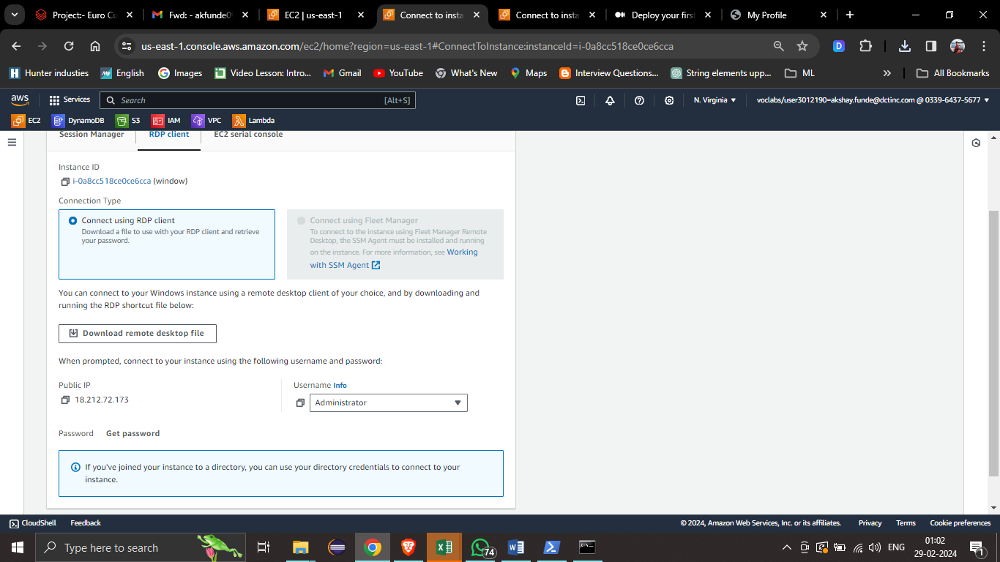 Project:- Euro Cu
Fwd: - akfunde09
EC2 | us-east-1
Connect to insta
Connect to insta
Deploy your first
My Profile
us-east-1.console.aws.amazon.com/ec2/home?region=us-east-1#ConnectToInstance:instanceId=i-0a8cc518ce0ce6cca
Hunter industies
English
Images
Video Lesson: Intro...
Gmail
YouTube
What's New
Maps
Interview Questions...
String elements upp...
ML
All Bookmarks
aws
Services
Search
[Alt+S]
N. Virginia
voclabs/user3012190=akshay.funde@dctinc.com @ 0339-6437-5677
EC2
DynamoDB
S3
IAM
VPC
Lambda
Session Manager
RDP client
EC2 serial console
Instance ID
i-0a8cc518ce0ce6cca (window)
Connection Type
Connect using RDP client
Download a file to use with your RDP client and retrieve
your password.
Connect using Fleet Manager
To connect to the instance using Fleet Manager Remote
Desktop, the SSM Agent must be installed and running
on the instance. For more information, see Working
with SSM Agent
You can connect to your Windows instance using a remote desktop client of your choice, and by downloading and
running the RDP shortcut file below:
Download remote desktop file
When prompted, connect to your instance using the following username and password:
Public IP
18.212.72.173
Username Info
Administrator
Password
Get password
If you've joined your instance to a directory, you can use your directory credentials to connect to your
instance.
CloudShell
Feedback
© 2024, Amazon Web Services, Inc. or its affiliates.
Privacy
Terms
Cookie preferences
Type here to search
74
ENG
01:02
29-02-2024
1